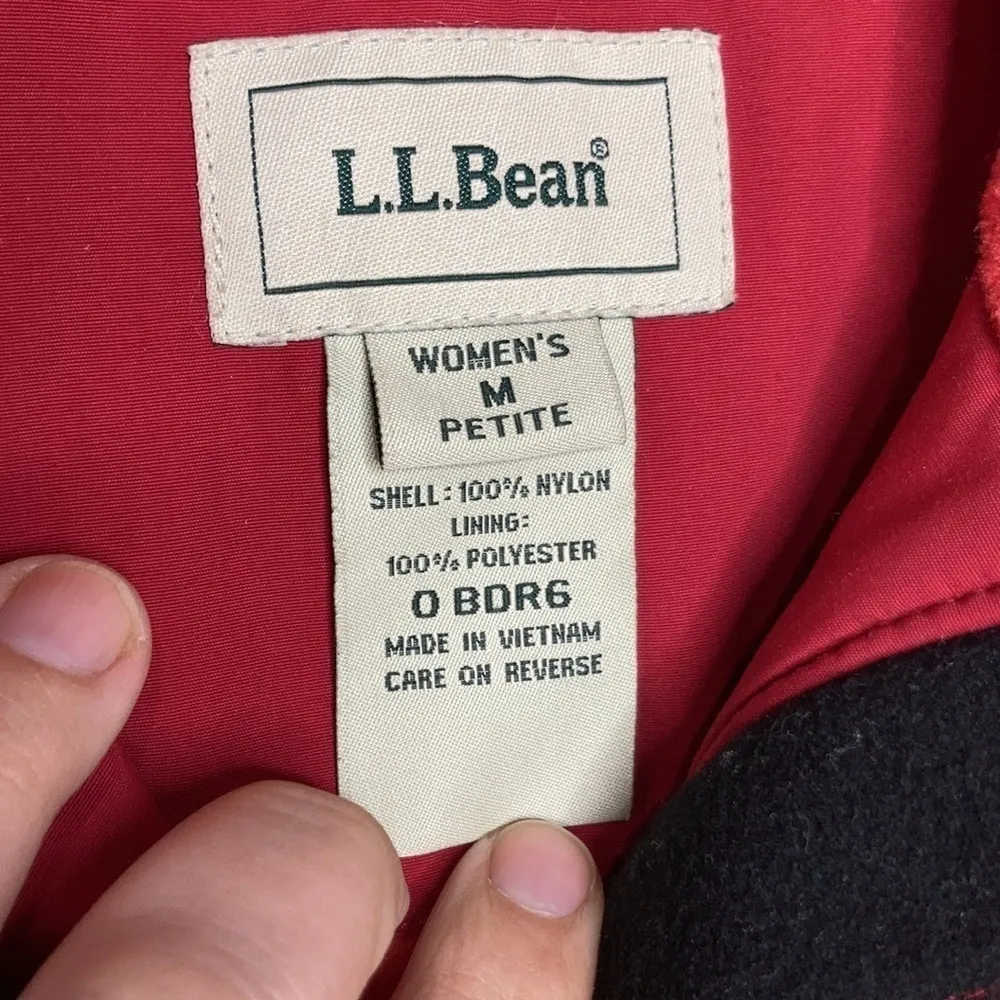 L.L.Bean®
WOMEN'S
M
PETITE
SHELL: 100% NYLON
LINING:
100% POLYESTER
0 BDR6
MADE IN VIETNAM
CARE ON REVERSE